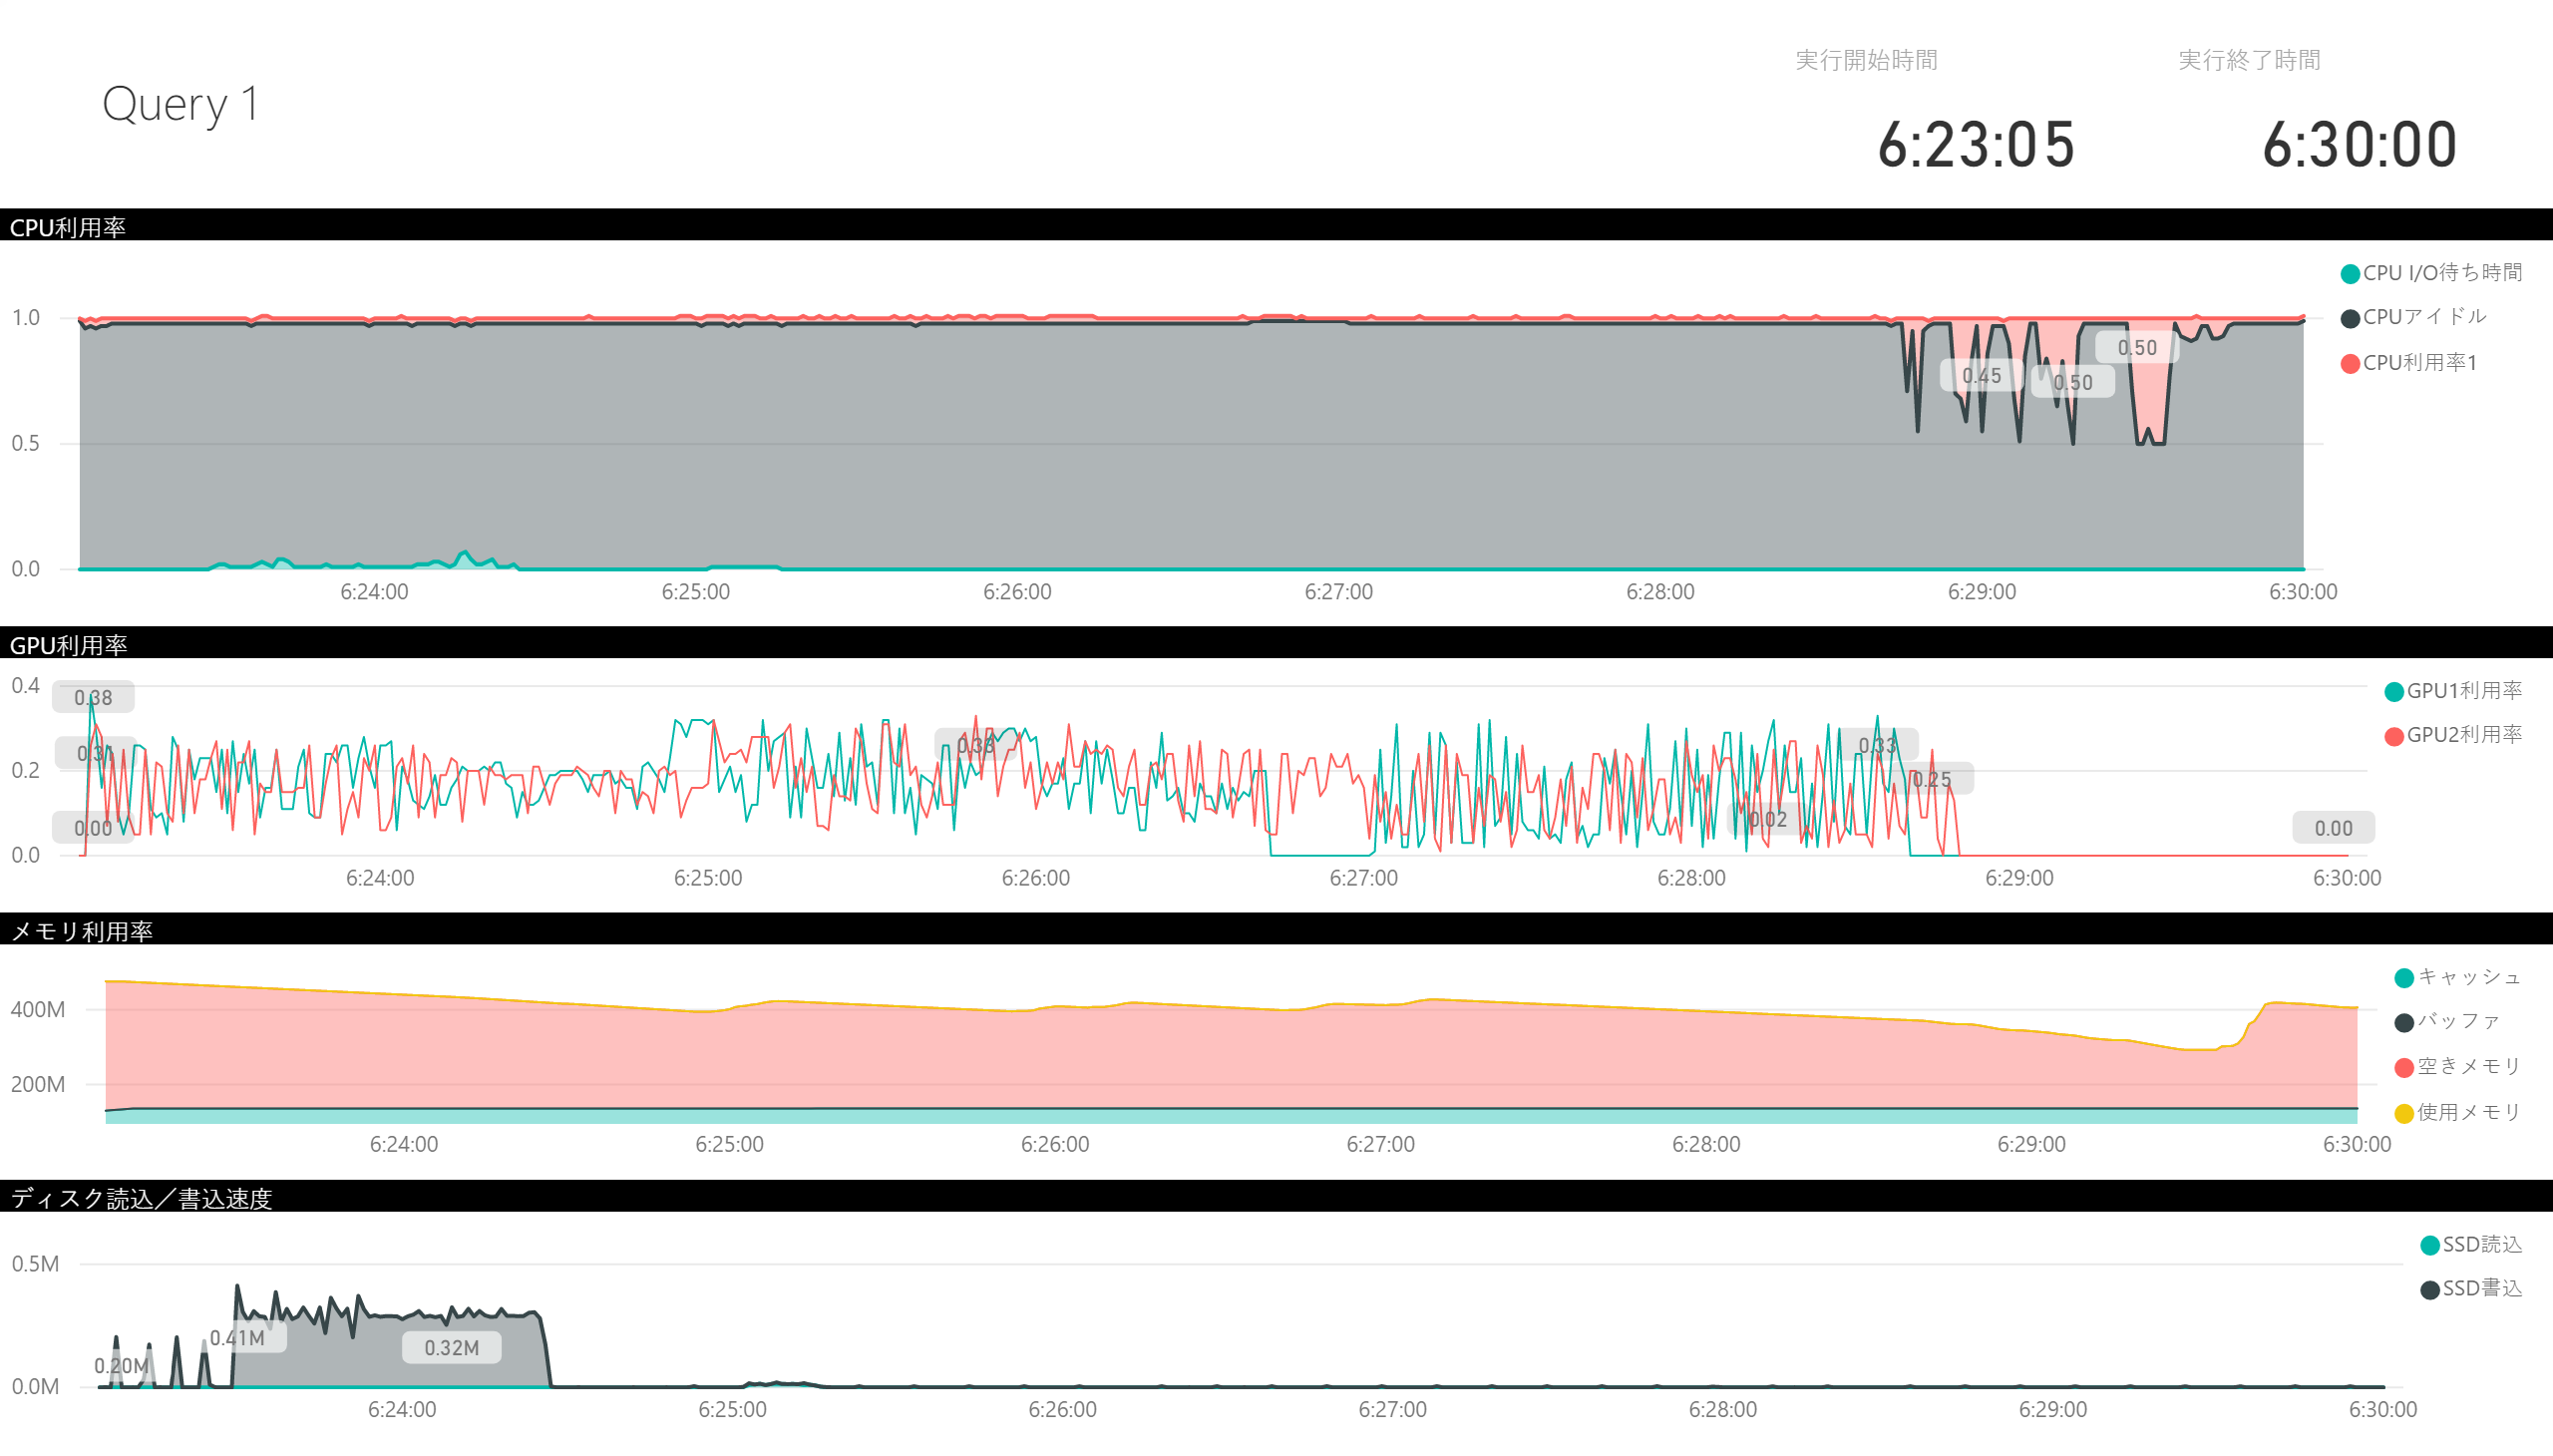 実行開始時間
実行終了時間
Query 1
6:23:05
6:30:00
CPU利用率
CPU I/O待ち時間
CPUアイドル
CPU利用率1
1.0
0.5
0.0
0.45
0.50
0.50
6:24:00
6:25:00
6:26:00
6:27:00
6:28:00
6:29:00
6:30:00
GPU利用率
GPU1利用率
GPU2利用率
0.4
0.2
0.0
0.38
0.31
0.00
0.33
0.02
0.33
0.25
0.00
6:24:00
6:25:00
6:26:00
6:27:00
6:28:00
6:29:00
6:30:00
メモリ利用率
キャッシュ
バッファ
空きメモリ
使用メモリ
400M
200M
6:24:00
6:25:00
6:26:00
6:27:00
6:28:00
6:29:00
6:30:00
ディスク読込／書込速度
SSD読込
SSD書込
0.5M
0.0M
0.20M
0.41M
0.32M
6:24:00
6:25:00
6:26:00
6:27:00
6:28:00
6:29:00
6:30:00